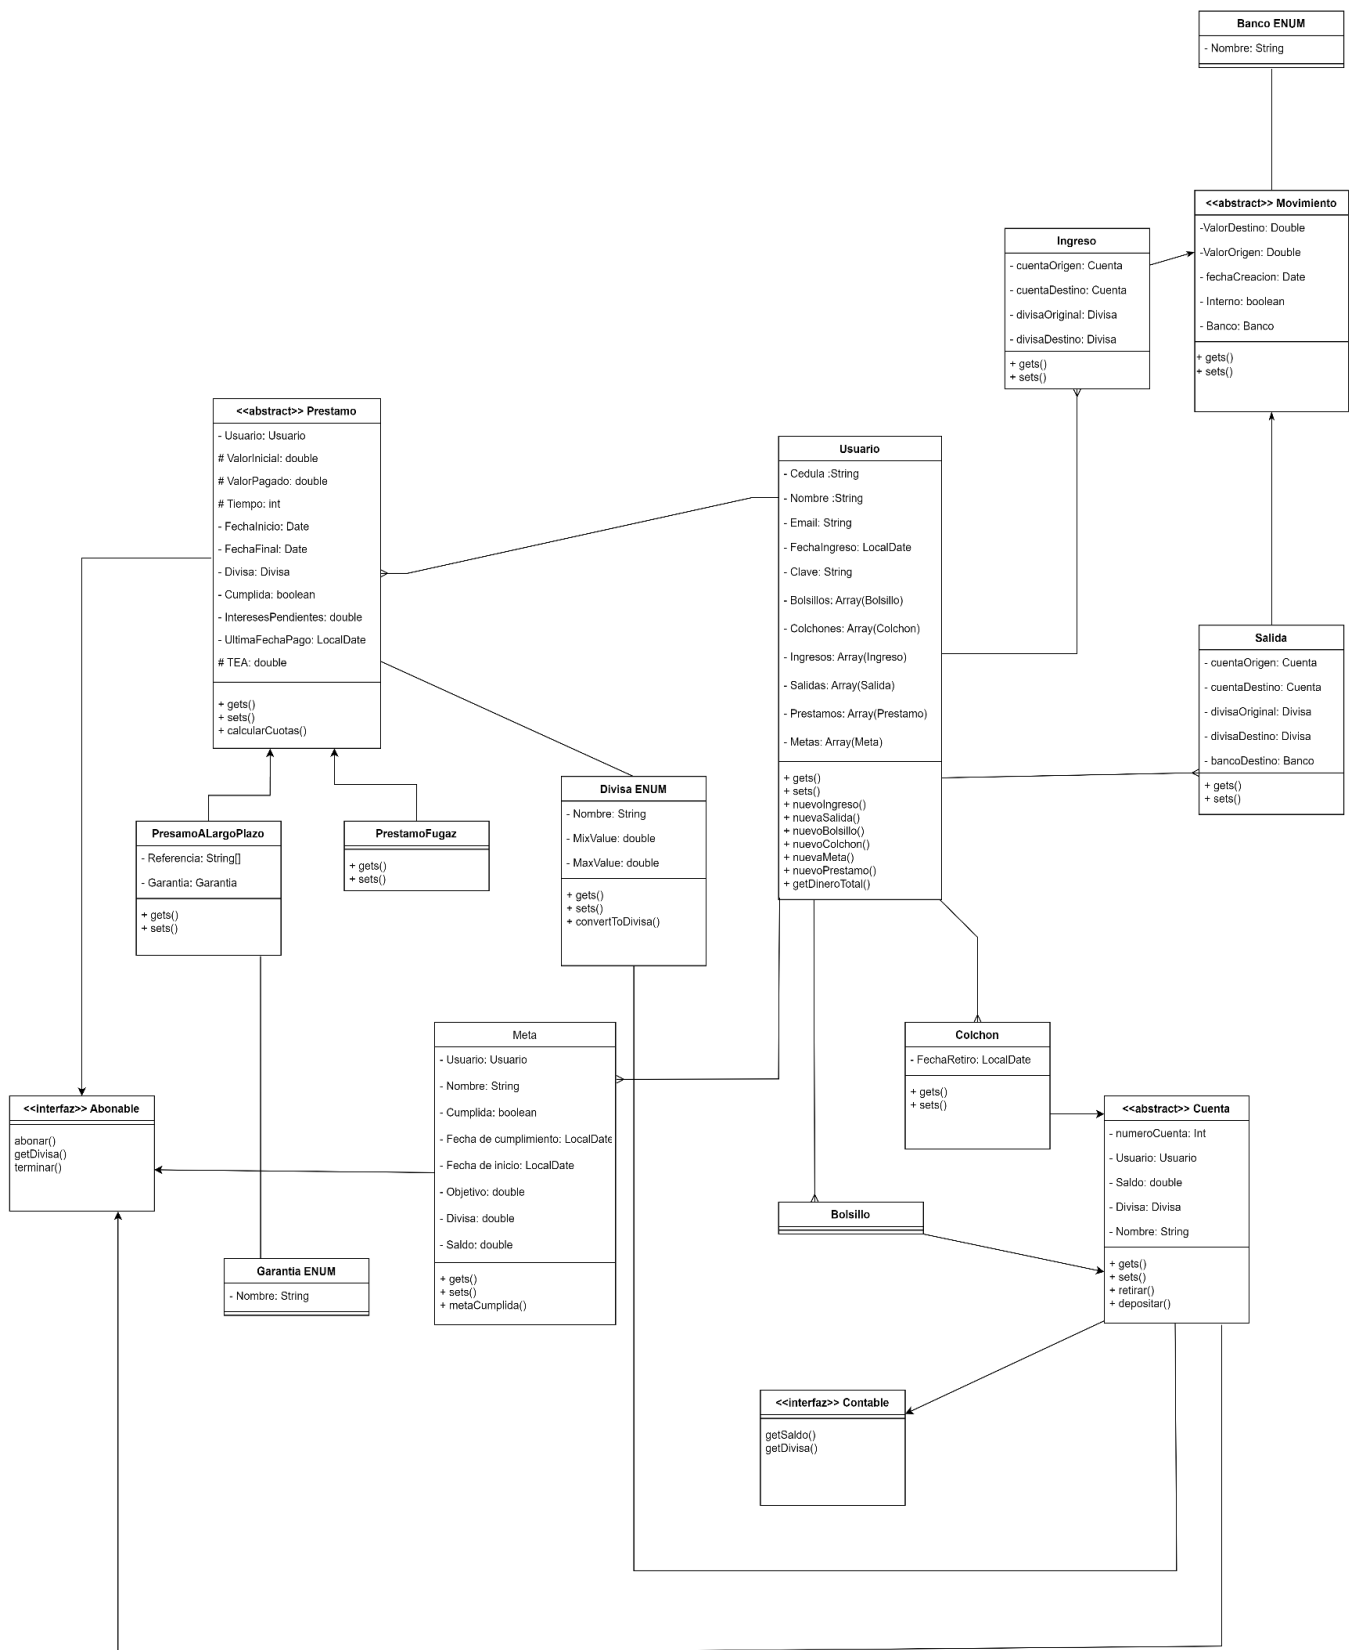 Banco ENUM
- Nombre: String
<<abstract>> Movimiento
-ValorDestino: Double
-ValorOrigen: Double
- fechaCreacion: Date
- Interno: boolean
- Banco: Banco
+ gets()
+ sets()
Ingreso
- cuentaOrigen: Cuenta
- cuentaDestino: Cuenta
- divisaOriginal: Divisa
- divisaDestino: Divisa
+ gets()
+ sets()
<<abstract>> Prestamo
- Usuario: Usuario
# ValorInicial: double
# ValorPagado: double
# Tiempo: int
- FechaInicio: Date
- FechaFinal: Date
- Divisa: Divisa
- Cumplida: boolean
- InteresesPendientes: double
- UltimaFechaPago: LocalDate
# TEA: double
+ gets()
+ sets()
+ calcularCuotas()
Usuario
- Cedula :String
- Nombre :String
- Email: String
- FechaIngreso: LocalDate
- Clave: String
- Bolsillos: Array(Bolsillo)
- Colchones: Array(Colchon)
- Ingresos: Array(Ingreso)
- Salidas: Array(Salida)
- Prestamos: Array(Prestamo)
- Metas: Array(Meta)
+ gets()
+ sets()
+ nuevoIngreso()
+ nuevaSalida()
+ nuevoBolsillo()
+ nuevoColchon()
+ nuevaMeta()
+ nuevoPrestamo()
+ getDineroTotal()
Salida
- cuentaOrigen: Cuenta
- cuentaDestino: Cuenta
- divisaOriginal: Divisa
- divisaDestino: Divisa
- bancoDestino: Banco
+ gets()
+ sets()
PresamoALargoPlazo
- Referencia: String[]
- Garantia: Garantia
+ gets()
+ sets()
PrestamoFugaz
+ gets()
+ sets()
Divisa ENUM
- Nombre: String
- MixValue: double
- MaxValue: double
+ gets()
+ sets()
+ convertToDivisa()
Meta
- Usuario: Usuario
- Nombre: String
- Cumplida: boolean
- Fecha de cumplimiento: LocalDate
- Fecha de inicio: LocalDate
- Objetivo: double
- Divisa: double
- Saldo: double
+ gets()
+ sets()
+ metaCumplida()
Colchon
- FechaRetiro: LocalDate
+ gets()
+ sets()
<<interfaz>> Abonable
abonar()
getDivisa()
terminar()
<<abstract>> Cuenta
- numeroCuenta: Int
- Usuario: Usuario
- Saldo: double
- Divisa: Divisa
- Nombre: String
+ gets()
+ sets()
+ retirar()
+ depositar()
Bolsillo
Garantia ENUM
- Nombre: String
<<interfaz>> Contable
getSaldo()
getDivisa()